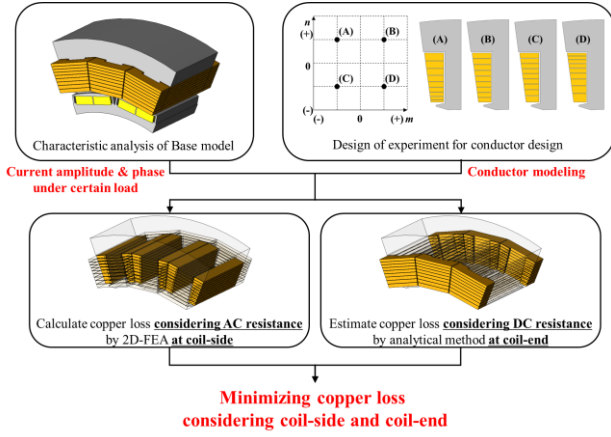 n
(+)
0
(-)
(A)
(B)
(C)
(D)
(-)
0
(+) m
(A)
(B)
(C)
(D)
Characteristic analysis of Base model
Design of experiment for conductor design
Current amplitude & phase
under certain load
Conductor modeling
Calculate copper loss considering AC resistance
by 2D-FEA at coil-side
Estimate copper loss considering DC resistance
by analytical method at coil-end
Minimizing copper loss
considering coil-side and coil-end